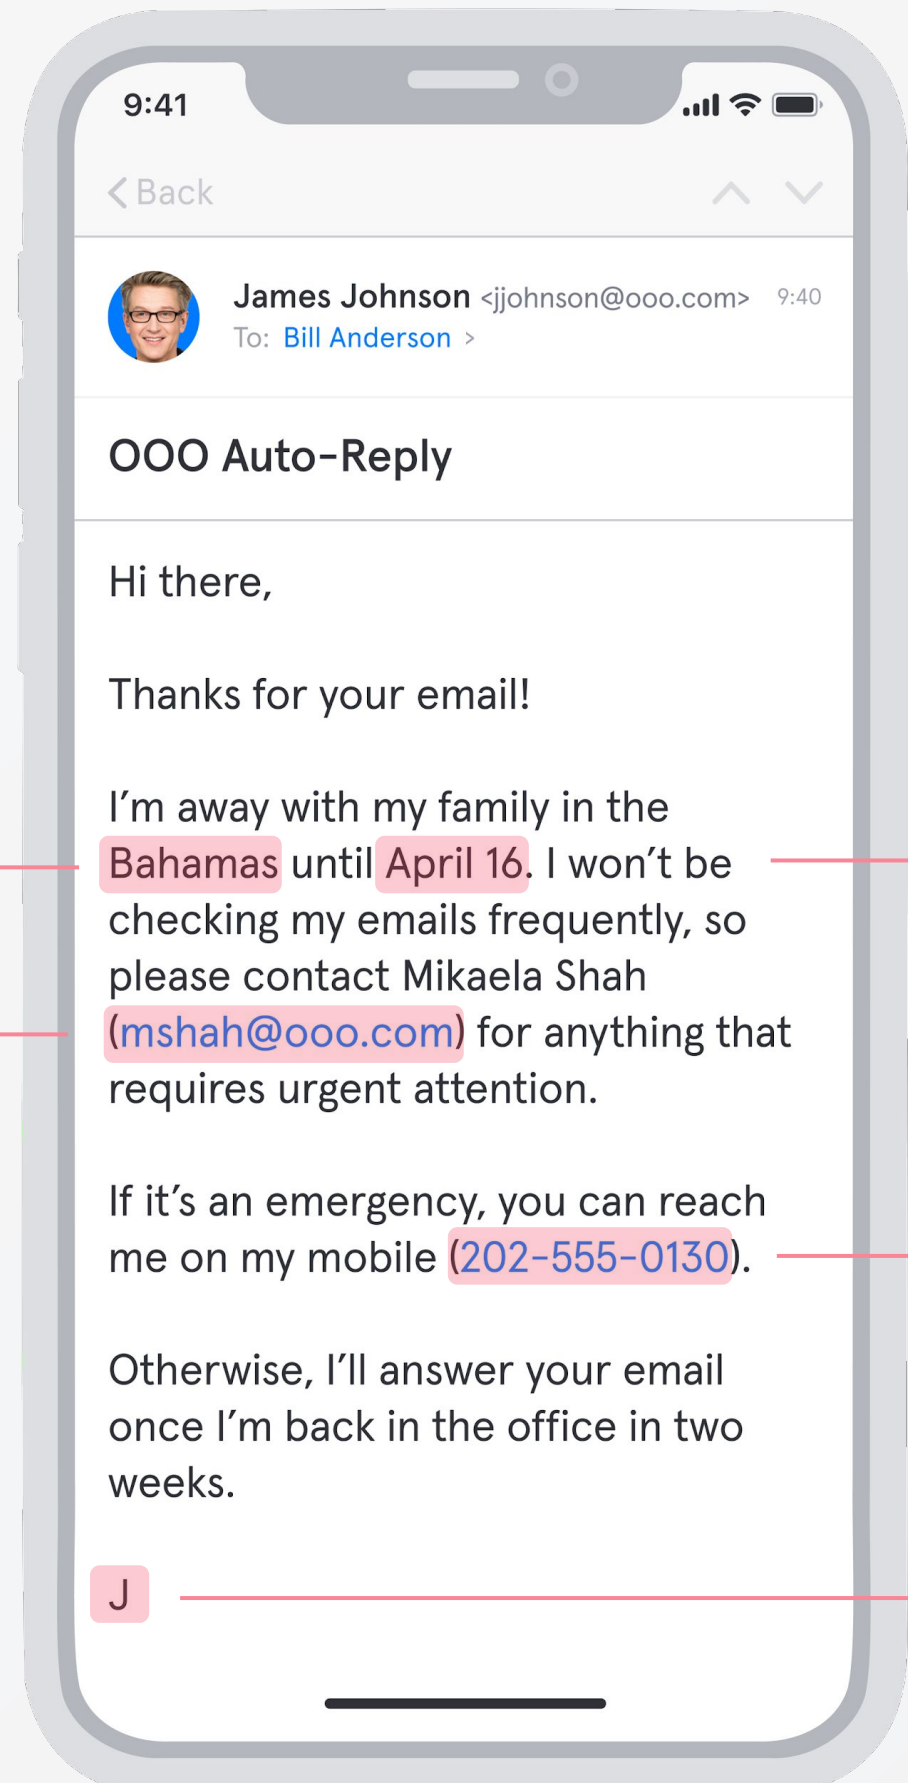 9:41
Back
James Johnson <jjohnson@ooo.com> 9:40
To: Bill Anderson >
OOO Auto-Reply
Hi there,
Thanks for your email!
I’m away with my family in the
Bahamas until April 16. I won’t be
checking my emails frequently, so
please contact Mikaela Shah
(mshah@ooo.com) for anything that
requires urgent attention.
If it’s an emergency, you can reach
me on my mobile (202-555-0130).
Otherwise, I’ll answer your email
once I’m back in the office in two
weeks.
J